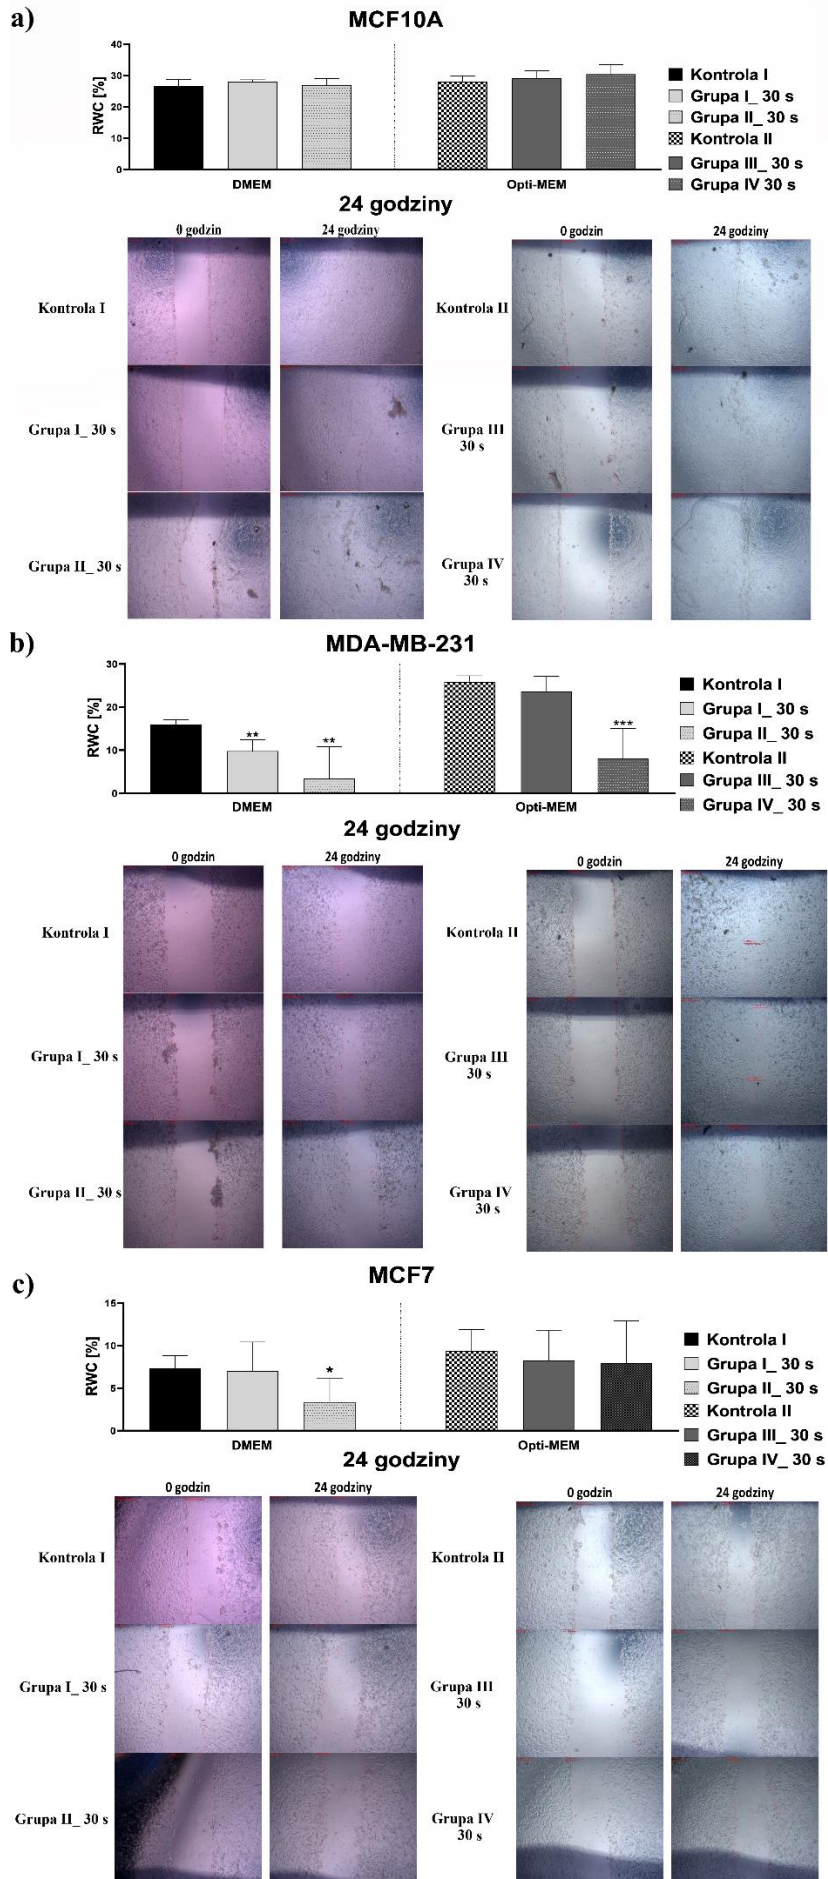 a)
MCF10A
RWC [%]
40
30
20
10
0
DMEM
Opti-MEM
Kontrola I
Grupa I_ 30 s
Grupa II_ 30 s
Kontrola II
Grupa III_ 30 s
Grupa IV 30 s
24 godziny
0 godzin
24 godziny
0 godzin
24 godziny
Kontrola I
Kontrola II
Grupa I_ 30 s
Grupa III
30 s
Grupa II_ 30 s
Grupa IV
30 s
b)
MDA-MB-231
RWC [%]
30
20
10
0
**
**
***
DMEM
Opti-MEM
Kontrola I
Grupa I_ 30 s
Grupa II_ 30 s
Kontrola II
Grupa III_ 30 s
Grupa IV_ 30 s
24 godziny
0 godzin
24 godziny
0 godzin
24 godziny
Kontrola I
Kontrola II
Grupa I_ 30 s
Grupa III
30 s
Grupa II_ 30 s
Grupa IV
30 s
c)
MCF7
RWC [%]
15
10
5
0
*
DMEM
Opti-MEM
Kontrola I
Grupa I_ 30 s
Grupa II_ 30 s
Kontrola II
Grupa III_ 30 s
Grupa IV_ 30 s
24 godziny
0 godzin
24 godziny
0 godzin
24 godziny
Kontrola I
Kontrola II
Grupa I_ 30 s
Grupa III
30 s
Grupa II_ 30 s
Grupa IV
30 s